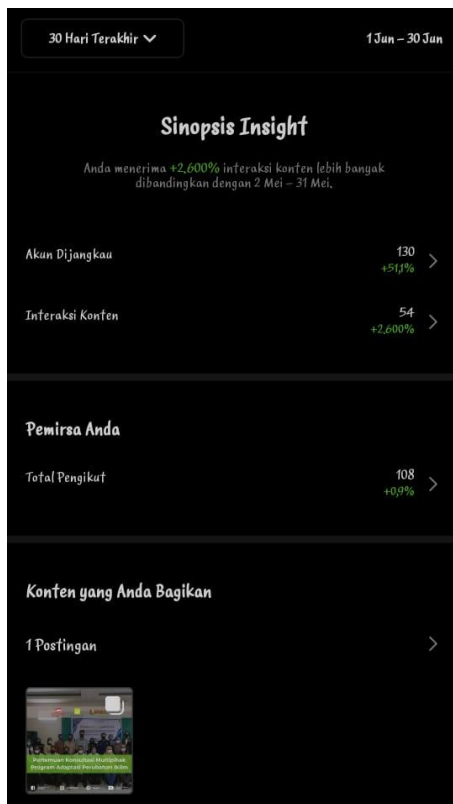 30 Hari Terakhir
1 Jun – 30 Jun
Sinopsis Insight
Anda menerima +2.600% interaksi konten lebih banyak
dibandingkan dengan 2 Mei – 31 Mei.
Akun Dijangkau
130
+51,1%
Interaksi Konten
54
+2.600%
Pemirsa Anda
Total Pengikut
108
+0,9%
Konten yang Anda Bagikan
1 Postingan
Pertemuan Konsultasi Multipihak
Program Adaptasi Perubahan Iklim